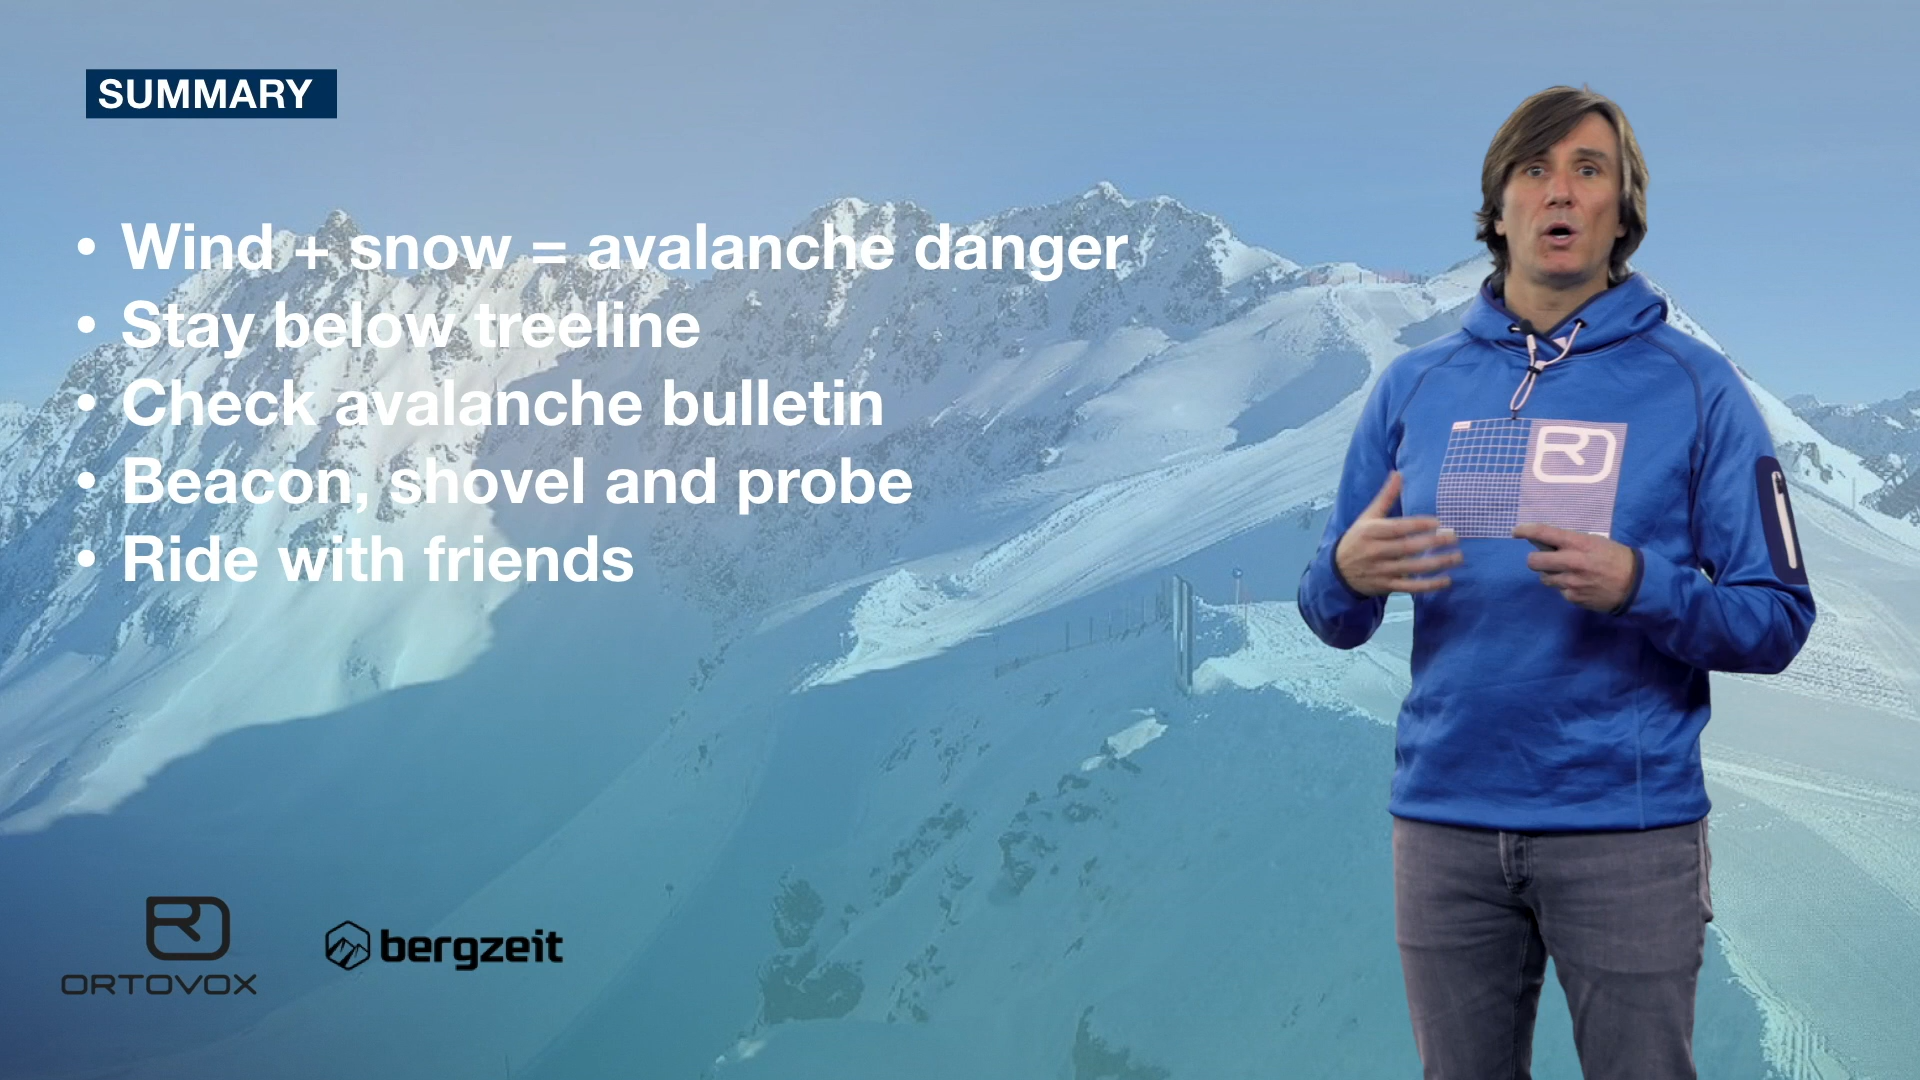 SUMMARY
• Wind + snow = avalanche danger
• Stay below treeline
• Check avalanche bulletin
• Beacon, shovel and probe
• Ride with friends
ORTOVOX
bergzeit